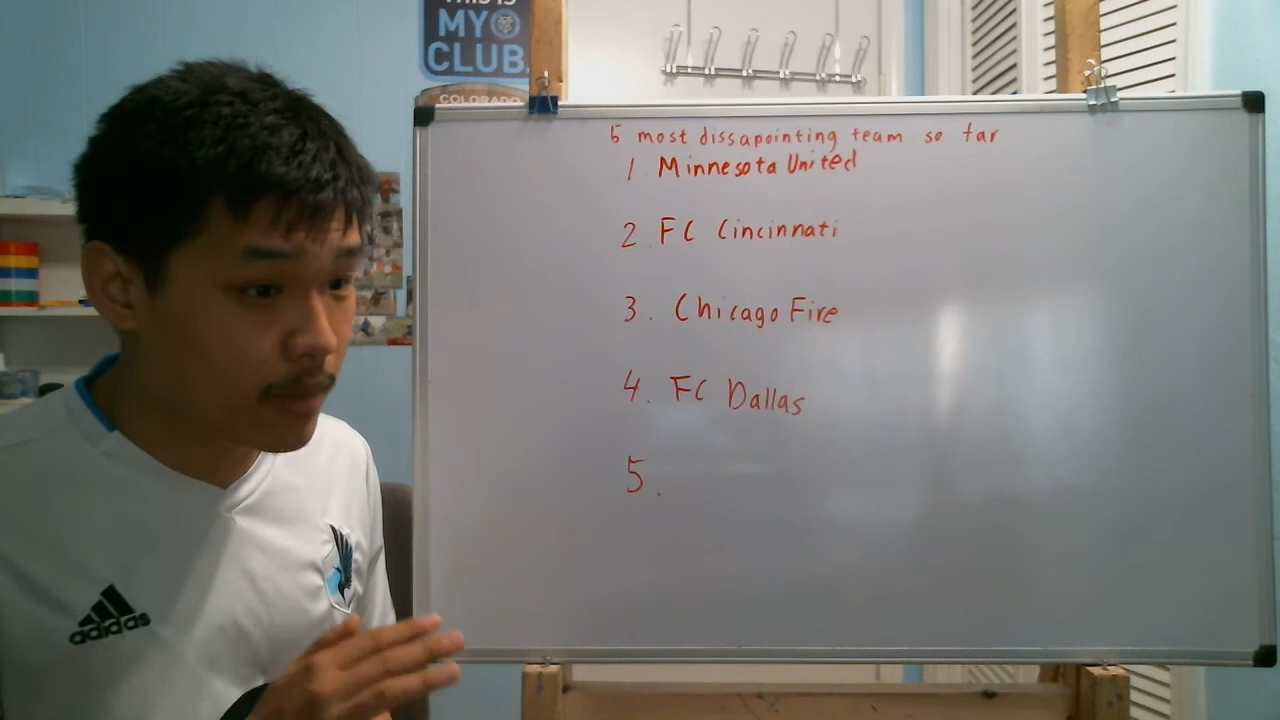 THIS IS
MY
CLUB.
COLORADO
5 most dissapointing team so far
1. Minnesota United
2. FC Cincinnati
3. Chicago Fire
4. FC Dallas
5.
adidas